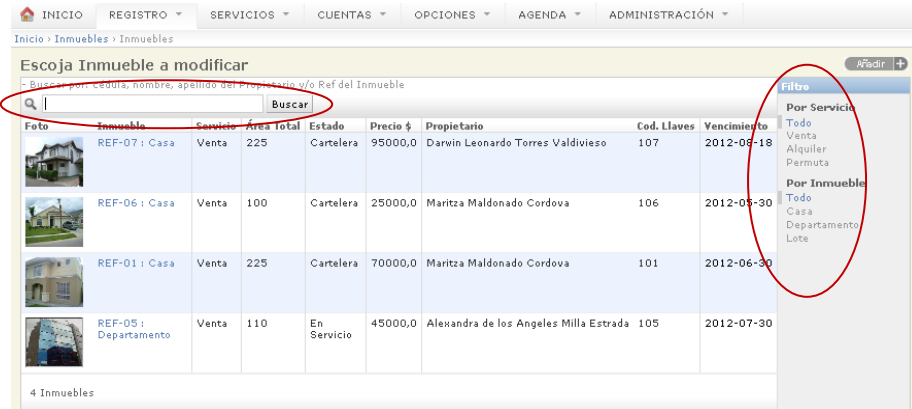 INICIO REGISTRO SERVICIOS CUENTAS OPCIONES AGENDA ADMINISTRACIÓN
Inicio › Inmuebles › Inmuebles
Escoja Inmueble a modificar
Añadir
- Buscar por: Cédula, nombre, apellido del Propietario y/o Ref del Inmueble
Buscar
Foto Inmueble Servicio Área Total Estado Precio $ Propietario Cod. Llaves Vencimiento
REF-07 : Casa Venta 225 Cartelera 95000,0 Darwin Leonardo Torres Valdivieso 107 2012-08-18
REF-06 : Casa Venta 100 Cartelera 25000,0 Maritza Maldonado Cordova 106 2012-05-30
REF-01 : Casa Venta 225 Cartelera 70000,0 Maritza Maldonado Cordova 101 2012-06-30
REF-05 : Venta 110 En 45000,0 Alexandra de los Angeles Milla Estrada 105 2012-07-30
Departamento Servicio
4 Inmuebles
Filtro
Por Servicio
Todo
Venta
Alquiler
Permuta
Por Inmueble
Todo
Casa
Departamento
Lote